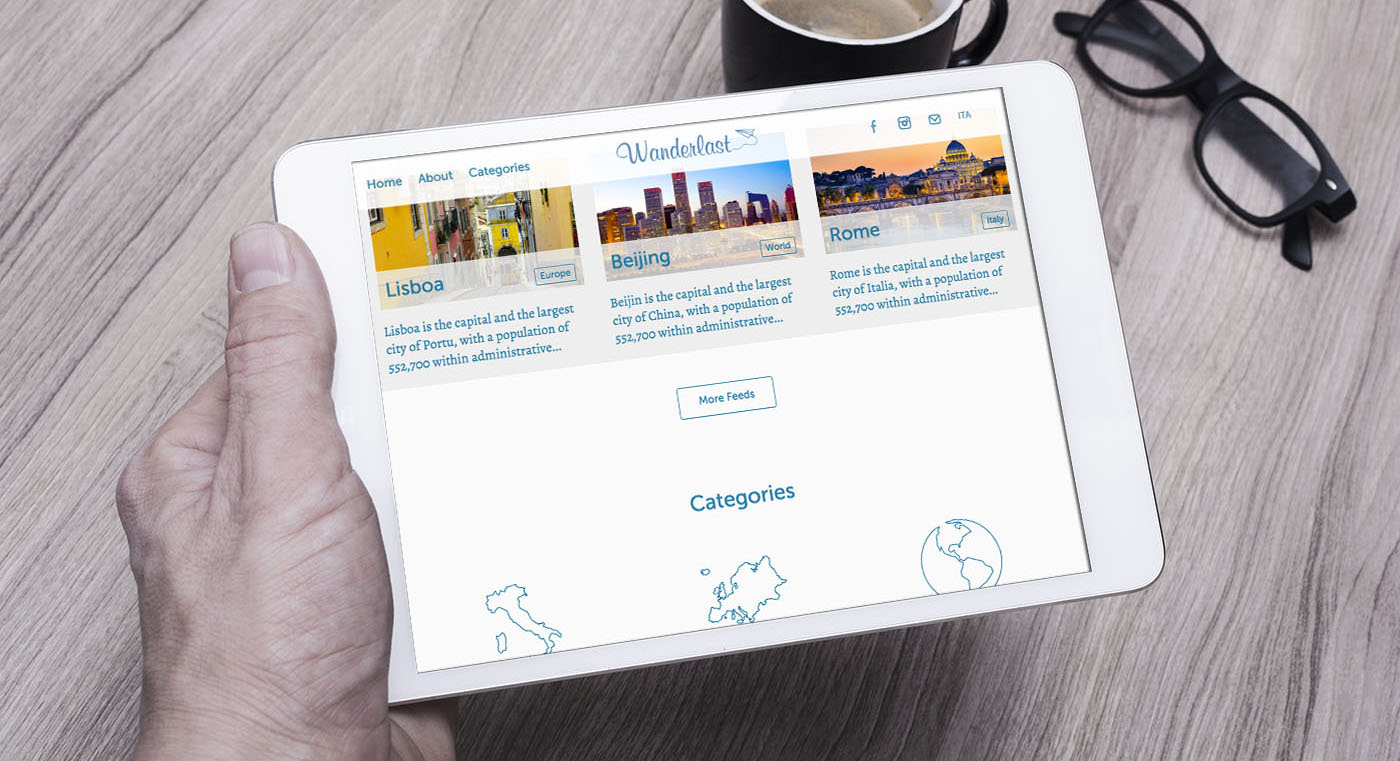 Home About Categories
Wanderlast
ITA
Lisboa
Europe
Lisboa is the capital and the largest
city of Portu, with a population of
552,700 within administrative...
Beijing
World
Beijin is the capital and the largest
city of China, with a population of
552,700 within administrative...
Rome
Italy
Rome is the capital and the largest
city of Italia, with a population of
552,700 within administrative...
More Feeds
Categories